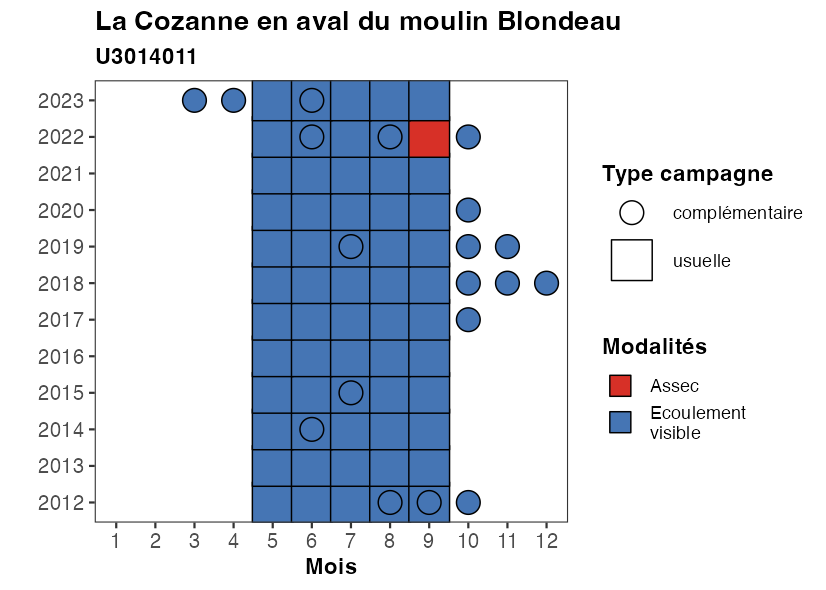 La Cozanne en aval du moulin Blondeau
U3014011
2023
2022
2021
2020
2019
2018
2017
2016
2015
2014
2013
2012
1 2 3 4 5 6 7 8 9 10 11 12
Mois
Type campagne
complémentaire
usuelle
Modalités
Assec
Ecoulement
visible